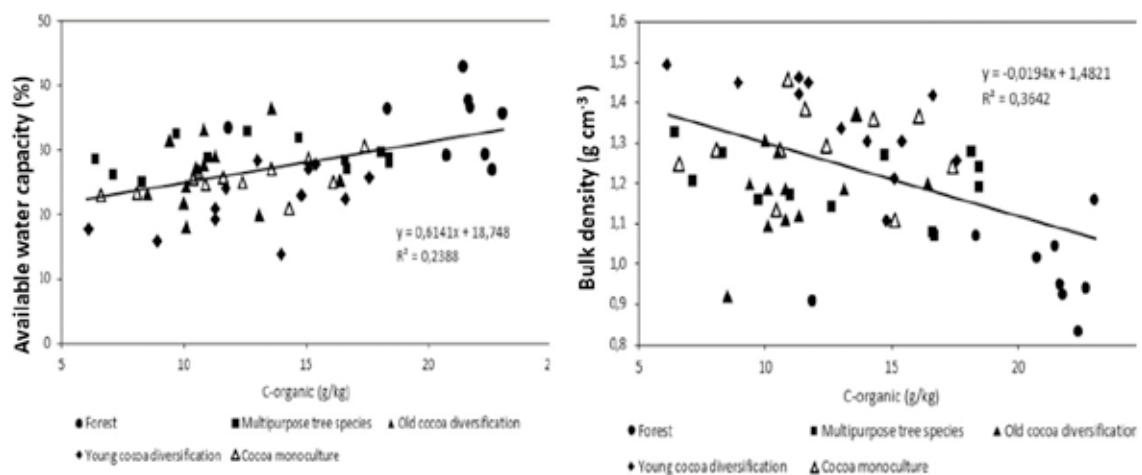 Available water capacity (%)
50
40
30
20
10
0
5
10
15
20
2
y = 0,6141x + 18,748
R² = 0,2388
C-organic (g/kg)
Forest
Multipurpose tree species
Old cocoa diversification
Young cocoa diversification
Cocoa monoculture
Bulk density (g cm-³)
1,6
1,5
1,4
1,3
1,2
1,1
1,0
0,9
0,8
5
10
15
20
y = -0,0194x + 1,4821
R² = 0,3642
C-organic (g/kg)
Forest
Multipurpose tree species
Old cocoa diversification
Young cocoa diversification
Cocoa monoculture